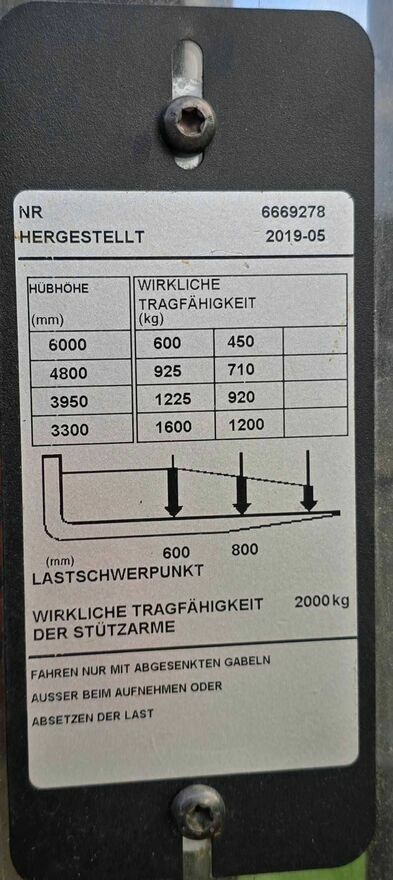 NR 6669278
HERGESTELLT 2019-05
HÜBHÖHE WIRKLICHE
TRAGFÄHIGKEIT
(mm) (kg)
6000 600 450
4800 925 710
3950 1225 920
3300 1600 1200
(mm) 600 800
LASTSCHWERPUNKT
WIRKLICHE TRAGFÄHIGKEIT 2000 kg
DER STÜTZARME
FAHREN NUR MIT ABGESENKTEN GABELN
AUSSER BEIM AUFNEHMEN ODER
ABSETZEN DER LAST